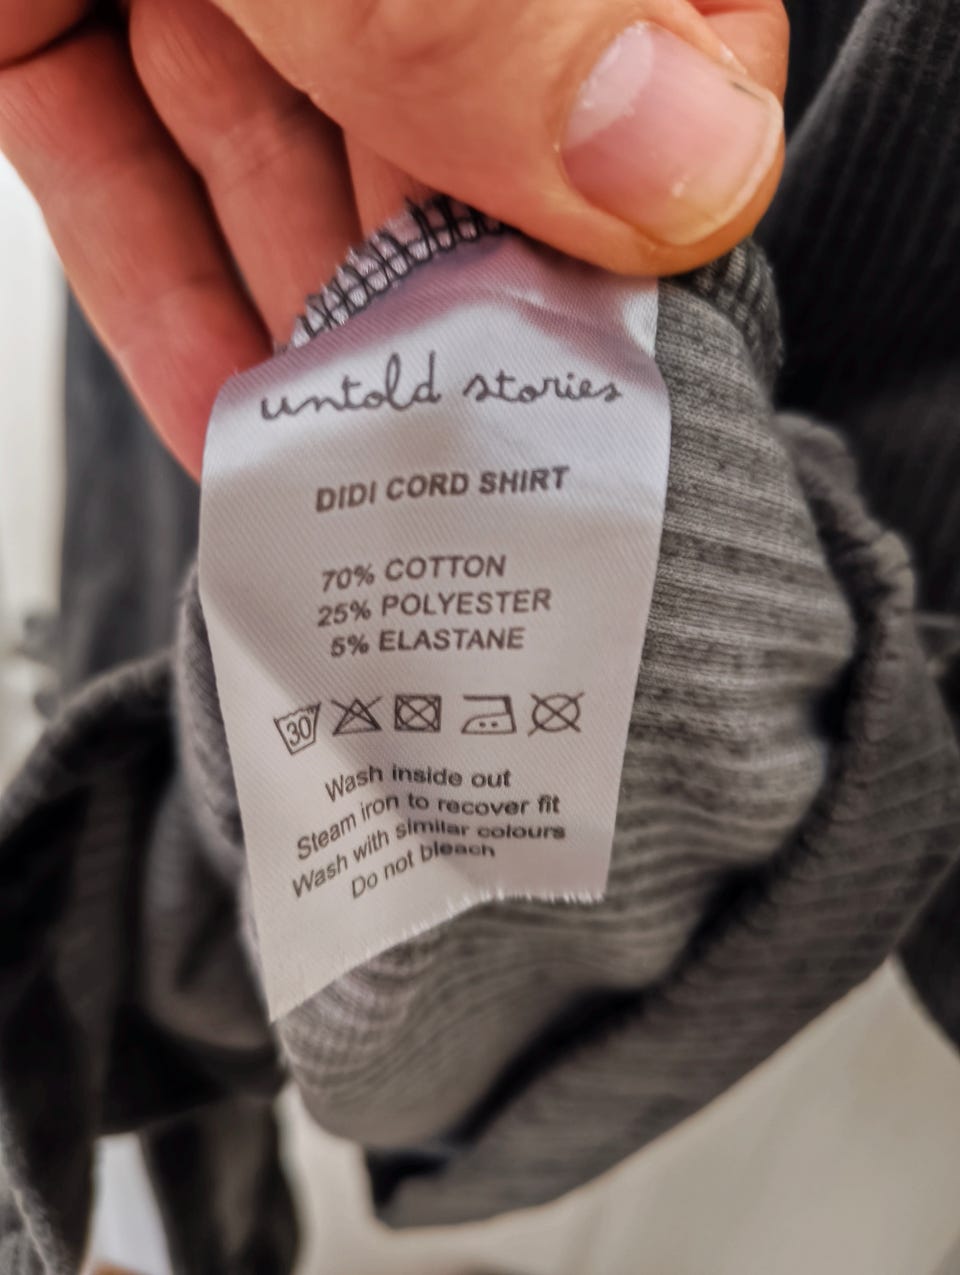 untold stories
DIDI CORD SHIRT
70% COTTON
25% POLYESTER
5% ELASTANE
30°
Wash inside out
Steam iron to recover fit
Wash with similar colours
Do not bleach